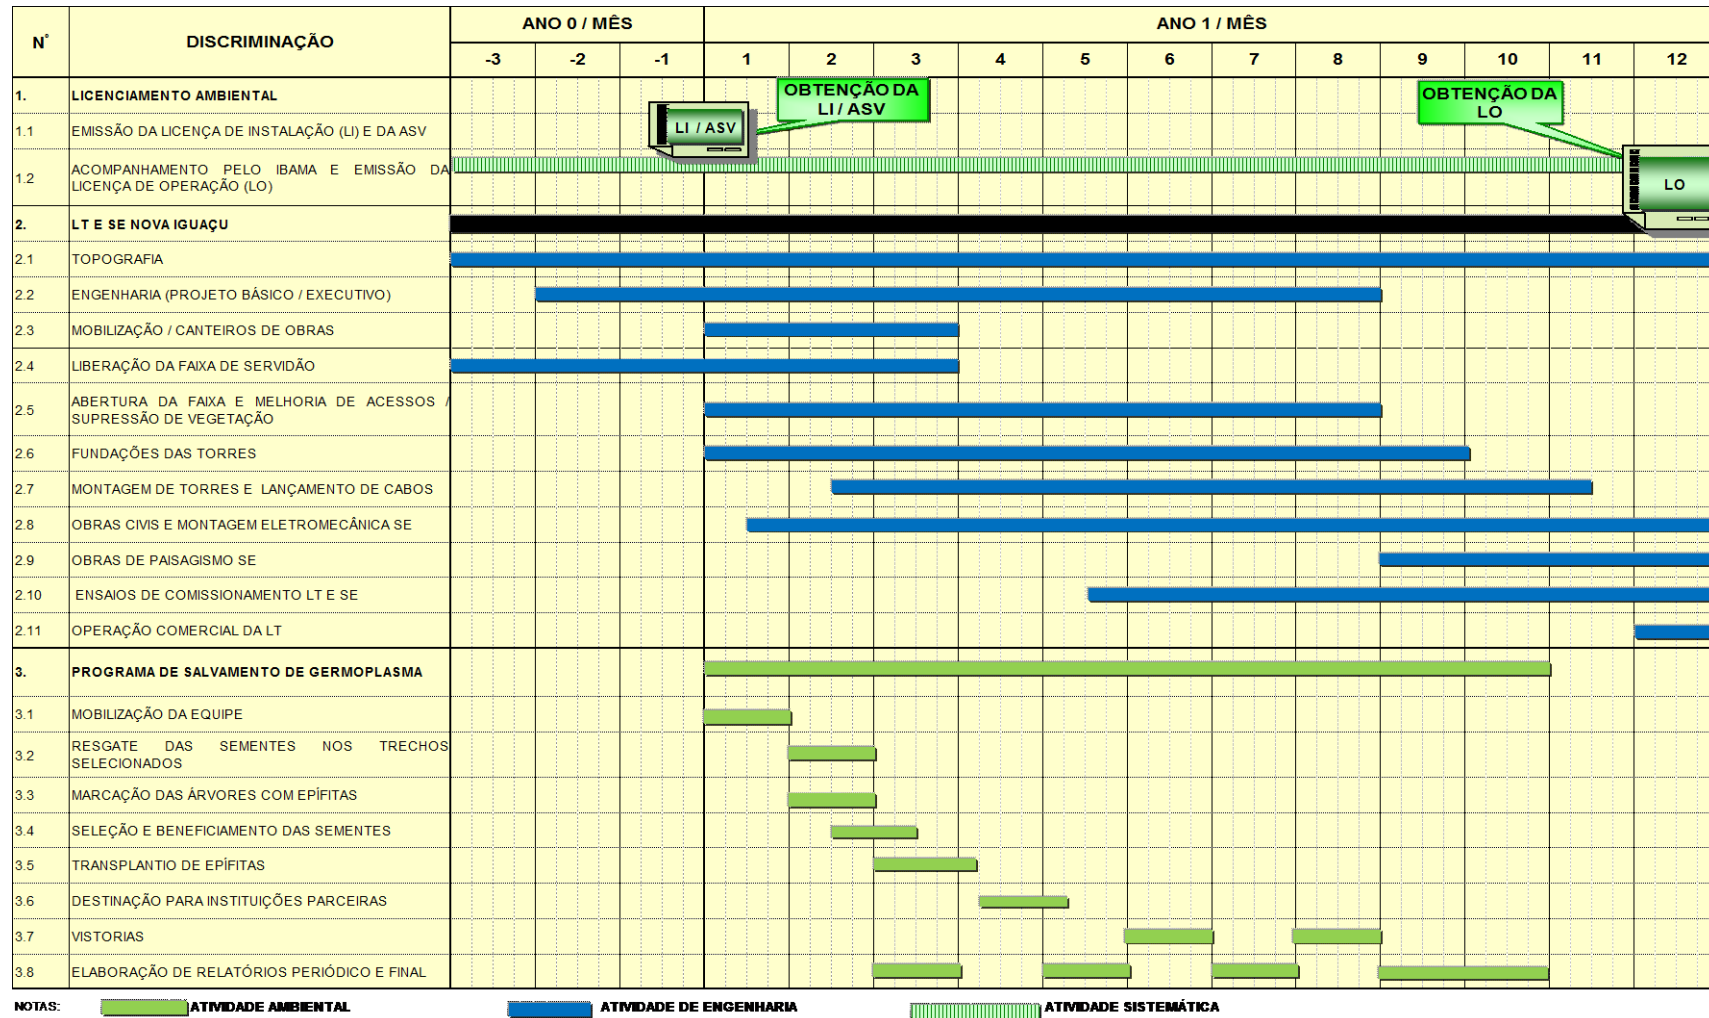 N° DISCRIMINAÇÃO ANO 0 / MÊS ANO 1 / MÊS
-3 -2 -1 1 2 3 4 5 6 7 8 9 10 11 12
1. LICENCIAMENTO AMBIENTAL
OBTENÇÃO DA
LI / ASV
OBTENÇÃO DA
LO
1.1 EMISSÃO DA LICENÇA DE INSTALAÇÃO (LI) E DA ASV
LI / ASV
1.2 ACOMPANHAMENTO PELO IBAMA E EMISSÃO DA
LICENÇA DE OPERAÇÃO (LO)
LO
2. LT E SE NOVA IGUAÇU
2.1 TOPOGRAFIA
2.2 ENGENHARIA (PROJETO BÁSICO / EXECUTIVO)
2.3 MOBILIZAÇÃO / CANTEIROS DE OBRAS
2.4 LIBERAÇÃO DA FAIXA DE SERVIDÃO
2.5 ABERTURA DA FAIXA E MELHORIA DE ACESSOS /
SUPRESSÃO DE VEGETAÇÃO
2.6 FUNDAÇÕES DAS TORRES
2.7 MONTAGEM DE TORRES E LANÇAMENTO DE CABOS
2.8 OBRAS CIVIS E MONTAGEM ELETROMECÂNICA SE
2.9 OBRAS DE PAISAGISMO SE
2.10 ENSAIOS DE COMISSIONAMENTO LT E SE
2.11 OPERAÇÃO COMERCIAL DA LT
3. PROGRAMA DE SALVAMENTO DE GERMOPLASMA
3.1 MOBILIZAÇÃO DA EQUIPE
3.2 RESGATE DAS SEMENTES NOS TRECHOS
SELECIONADOS
3.3 MARCAÇÃO DAS ÁRVORES COM EPÍFITAS
3.4 SELEÇÃO E BENEFICIAMENTO DAS SEMENTES
3.5 TRANSPLANTIO DE EPÍFITAS
3.6 DESTINAÇÃO PARA INSTITUIÇÕES PARCEIRAS
3.7 VISTORIAS
3.8 ELABORAÇÃO DE RELATÓRIOS PERIÓDICO E FINAL
NOTAS: ATIVIDADE AMBIENTAL ATIVIDADE DE ENGENHARIA ATIVIDADE SISTEMÁTICA